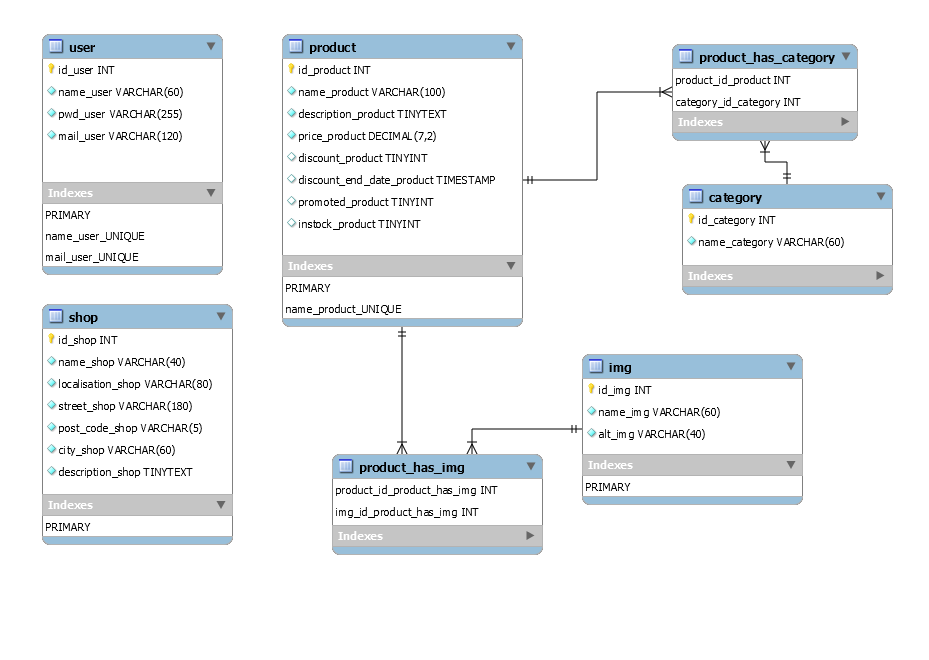 user
id_user INT
name_user VARCHAR(60)
pwd_user VARCHAR(255)
mail_user VARCHAR(120)
Indexes
PRIMARY
name_user_UNIQUE
mail_user_UNIQUE
product
id_product INT
name_product VARCHAR(100)
description_product TINYTEXT
price_product DECIMAL(7,2)
discount_product TINYINT
discount_end_date_product TIMESTAMP
promoted_product TINYINT
instock_product TINYINT
Indexes
PRIMARY
name_product_UNIQUE
product_has_category
product_id_product INT
category_id_category INT
Indexes
category
id_category INT
name_category VARCHAR(60)
Indexes
shop
id_shop INT
name_shop VARCHAR(40)
localisation_shop VARCHAR(80)
street_shop VARCHAR(180)
post_code_shop VARCHAR(5)
city_shop VARCHAR(60)
description_shop TINYTEXT
Indexes
PRIMARY
img
id_img INT
name_img VARCHAR(60)
alt_img VARCHAR(40)
Indexes
PRIMARY
product_has_img
product_id_product_has_img INT
img_id_product_has_img INT
Indexes